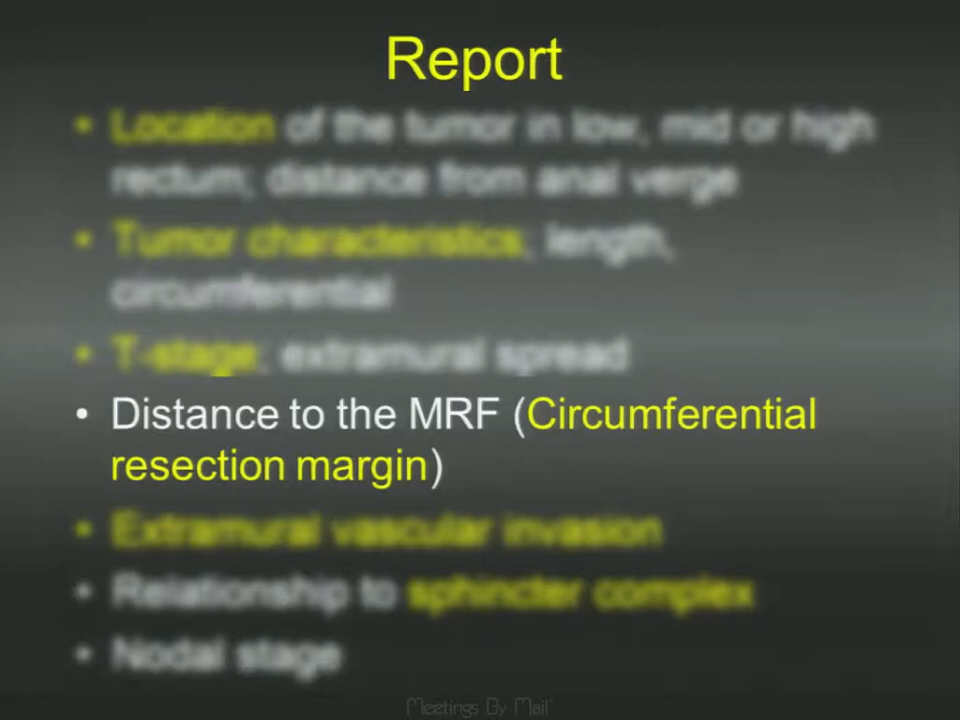 Report
• Location of the tumor in low, mid or high
rectum; distance from anal verge
• Tumor characteristics; length,
circumferential
• T-stage; extramural spread
• Distance to the MRF (Circumferential
resection margin)
• Extramural vascular invasion
• Relationship to sphincter complex
• Nodal stage
Meetings By Mail